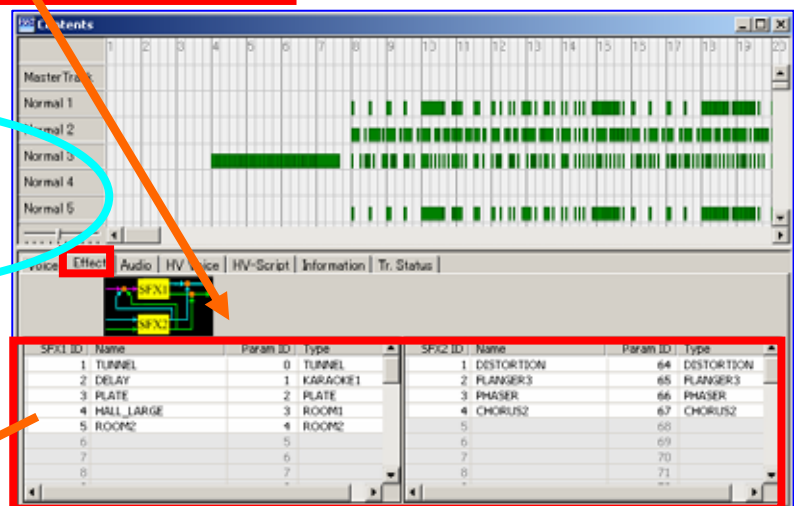 Contents
1 2 3 4 5 6 7 8 9 10 11 12 13 14 15 15 17 13 19 20
MasterTrack
Normal 1
Normal 2
Normal 3
Normal 4
Normal 5
Voice Effect Audio HV Voice HV-Script Information Tr. Status
SFX1
SFX2
SFX1 ID Name Param ID Type SFX2 ID Name Param ID Type
1 TUNNEL 0 TUNNEL 1 DISTORTION 64 DISTORTION
2 DELAY 1 KARAOKE1 2 FLANGER3 65 FLANGER3
3 PLATE 2 PLATE 3 PHASER 66 PHASER
4 HALL_LARGE 3 ROOM1 4 CHORUS2 67 CHORUS2
5 ROOM2 4 ROOM2 5 68
6 5 6 69
7 6 7 70
8 7 8 71